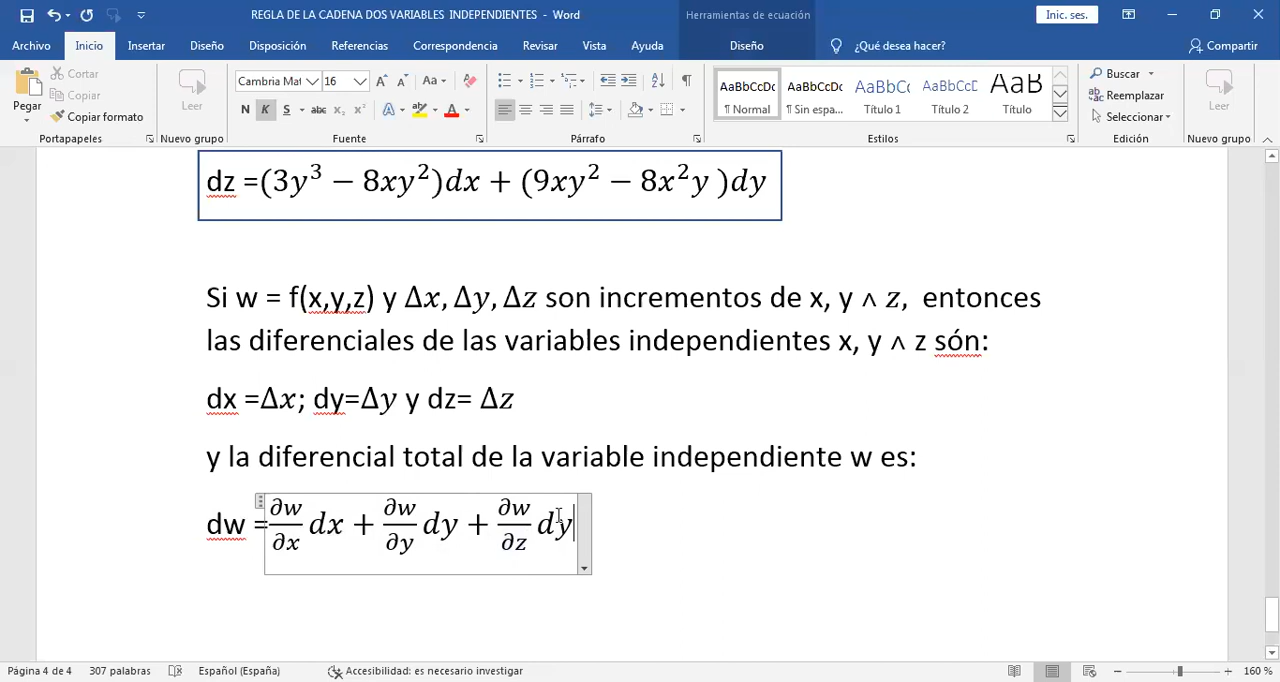 REGLA DE LA CADENA DOS VARIABLES INDEPENDIENTES - Word
Herramientas de ecuación
Inic. ses.
Archivo Inicio Insertar Diseño Disposición Referencias Correspondencia Revisar Vista Ayuda Diseño ¿Qué desea hacer? Compartir
Pegar
Cortar
Copiar
Copiar formato
Leer
Cambria Mat 16
N K S abc x₂ x² A A
AaBbCcDc AaBbCcDc AaBbCc AaBbCcD AaB
¶ Normal ¶ Sin espa... Título 1 Título 2 Título
Buscar
Reemplazar
Seleccionar
Leer
Portapapeles Nuevo grupo Fuente Párrafo Estilos Edición Nuevo grupo
dz =(3y³ − 8xy²)dx + (9xy² − 8x²y )dy
Si w = f(x,y,z) y Δx, Δy, Δz son incrementos de x, y ∧ z, entonces
las diferenciales de las variables independientes x, y ∧ z són:
dx =Δx; dy=Δy y dz= Δz
y la diferencial total de la variable independiente w es:
dw = ∂w/∂x dx + ∂w/∂y dy + ∂w/∂z dy
Página 4 de 4 307 palabras Español (España) Accesibilidad: es necesario investigar 160 %